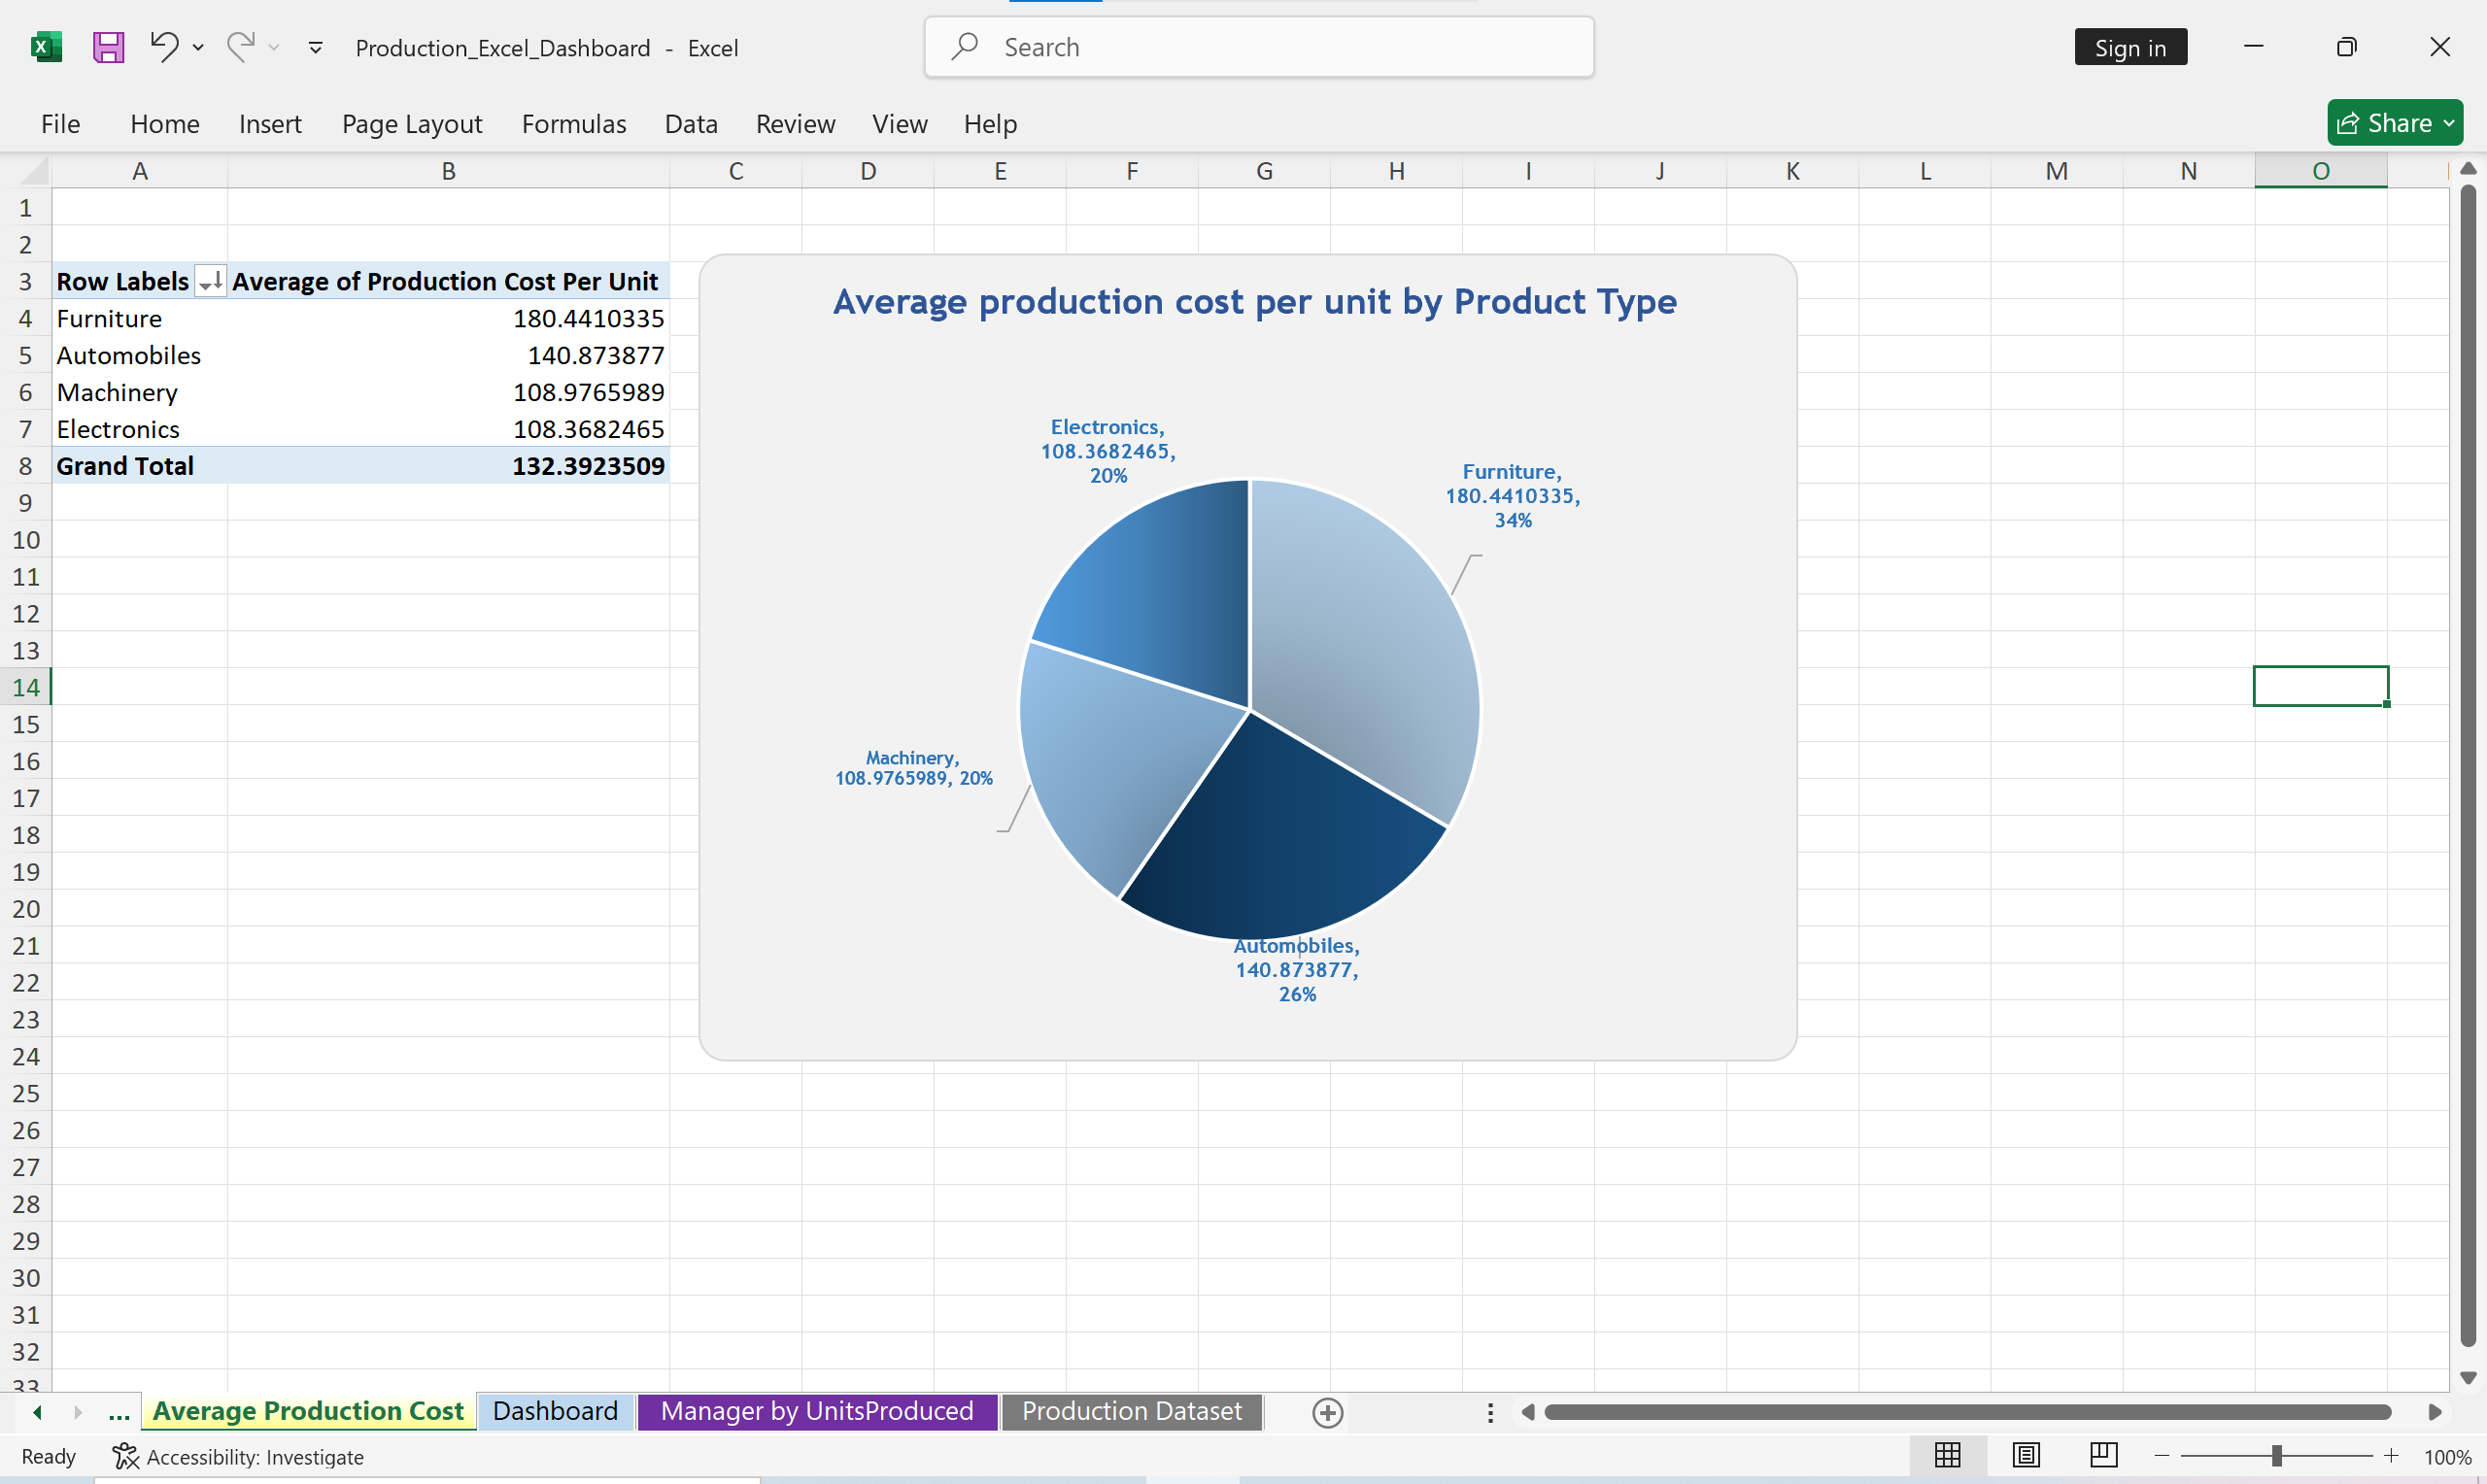 Production_Excel_Dashboard - Excel
Search
Sign in
File Home Insert Page Layout Formulas Data Review View Help
Share
A B C D E F G H I J K L M N O
1
2
3 Row Labels Average of Production Cost Per Unit
4 Furniture 180.4410335
5 Automobiles 140.873877
6 Machinery 108.9765989
7 Electronics 108.3682465
8 Grand Total 132.3923509
9
10
11
12
13
14
15
16
17
18
19
20
21
22
23
24
25
26
27
28
29
30
31
32
33
Average production cost per unit by Product Type
Electronics,
108.3682465,
20%
Furniture,
180.4410335,
34%
Machinery,
108.9765989, 20%
Automobiles,
140.873877,
26%
... Average Production Cost Dashboard Manager by UnitsProduced Production Dataset
Ready Accessibility: Investigate 100%